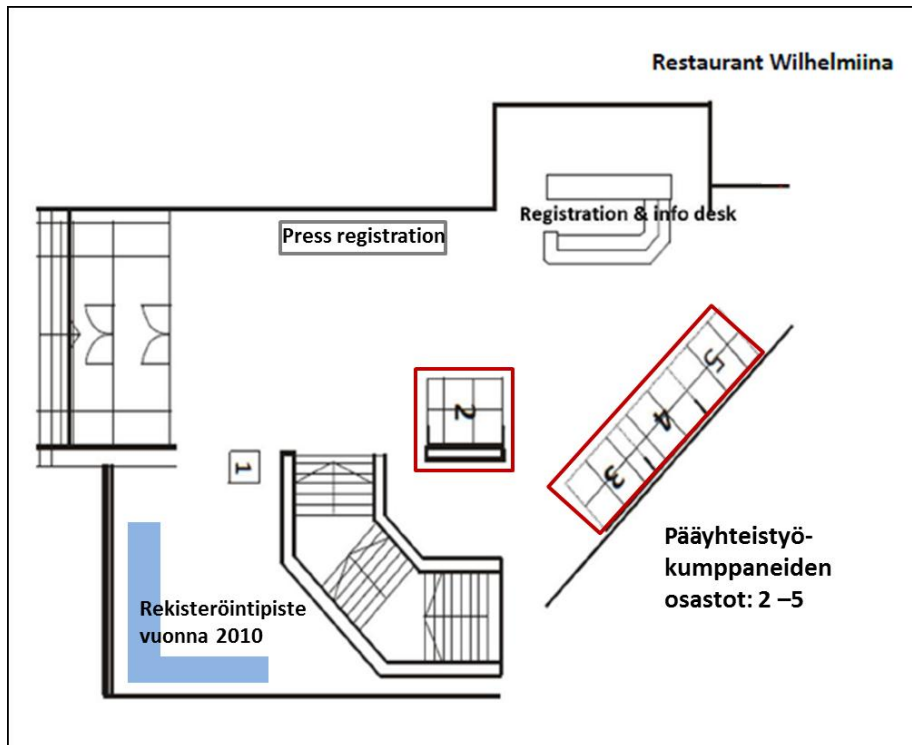 Restaurant Wilhelmiina
Registration & info desk
Press registration
5
2
4
1
3
Pääyhteistyö-
kumppaneiden
osastot: 2 –5
Rekisteröintipiste
vuonna 2010